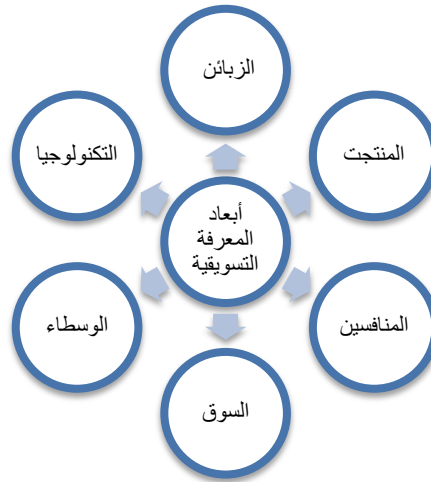 الزبائن
المنتجت
التكنولوجيا
أبعاد
المعرفة
التسويقية
المنافسين
الوسطاء
السوق